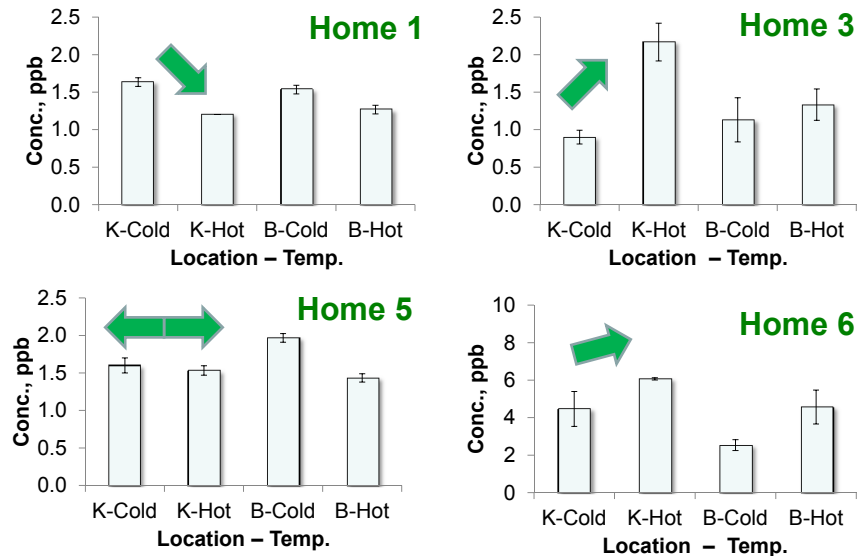 Home 1
Conc., ppb
2.5
2.0
1.5
1.0
0.5
0.0
K-Cold K-Hot B-Cold B-Hot
Location – Temp.
Home 3
Conc., ppb
2.5
2.0
1.5
1.0
0.5
0.0
K-Cold K-Hot B-Cold B-Hot
Location – Temp.
Home 5
Conc., ppb
2.5
2.0
1.5
1.0
0.5
0.0
K-Cold K-Hot B-Cold B-Hot
Location – Temp.
Home 6
Conc., ppb
10
8
6
4
2
0
K-Cold K-Hot B-Cold B-Hot
Location – Temp.